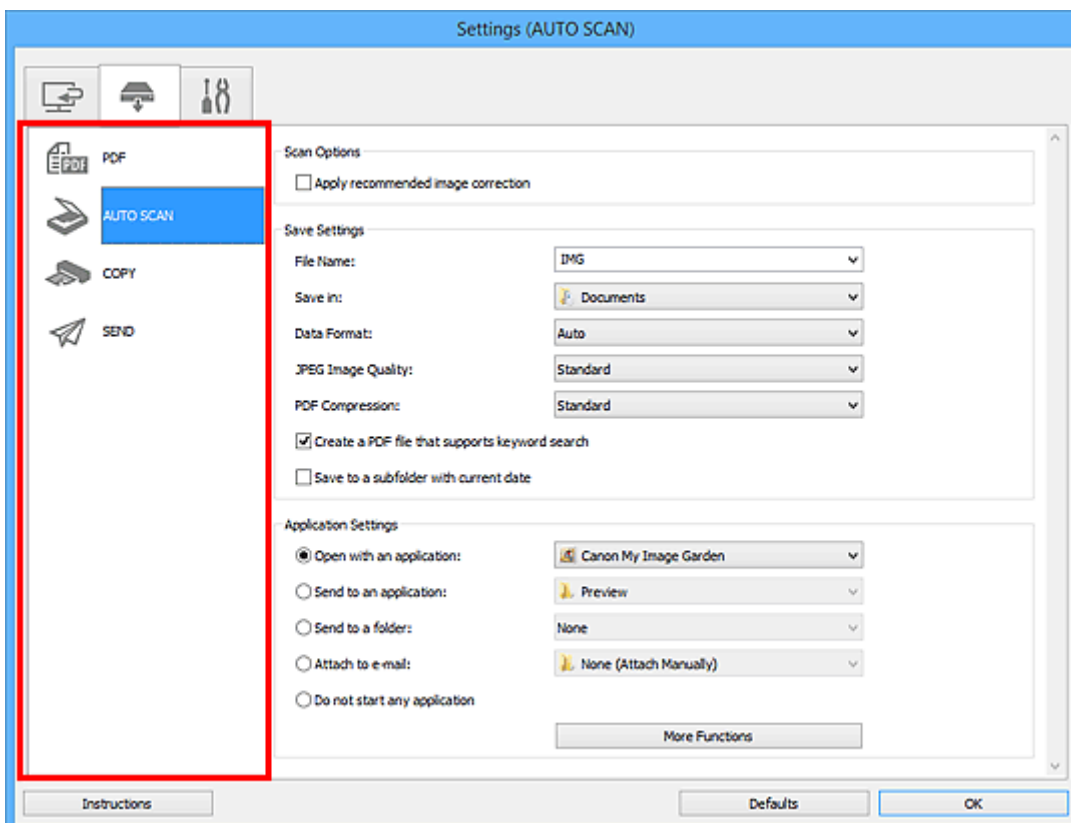 Settings (AUTO SCAN)
PDF
PDF
AUTO SCAN
COPY
SEND
Scan Options
Apply recommended image correction
Save Settings
File Name: IMG
Save in: Documents
Data Format: Auto
JPEG Image Quality: Standard
PDF Compression: Standard
Create a PDF file that supports keyword search
Save to a subfolder with current date
Application Settings
Open with an application: Canon My Image Garden
Send to an application: Preview
Send to a folder: None
Attach to e-mail: None (Attach Manually)
Do not start any application
More Functions
Instructions Defaults OK